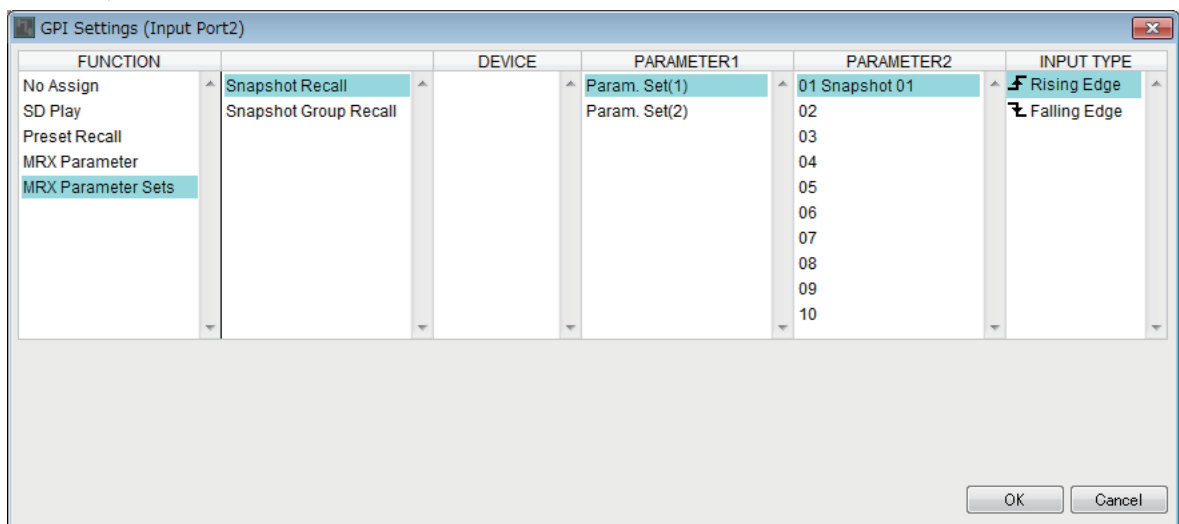 GPI Settings (Input Port2)
FUNCTION DEVICE PARAMETER1 PARAMETER2 INPUT TYPE
No Assign Snapshot Recall Param. Set(1) 01 Snapshot 01 Rising Edge
SD Play Snapshot Group Recall Param. Set(2) 02 Falling Edge
Preset Recall 03
MRX Parameter 04
MRX Parameter Sets 05
06
07
08
09
10
OK Cancel